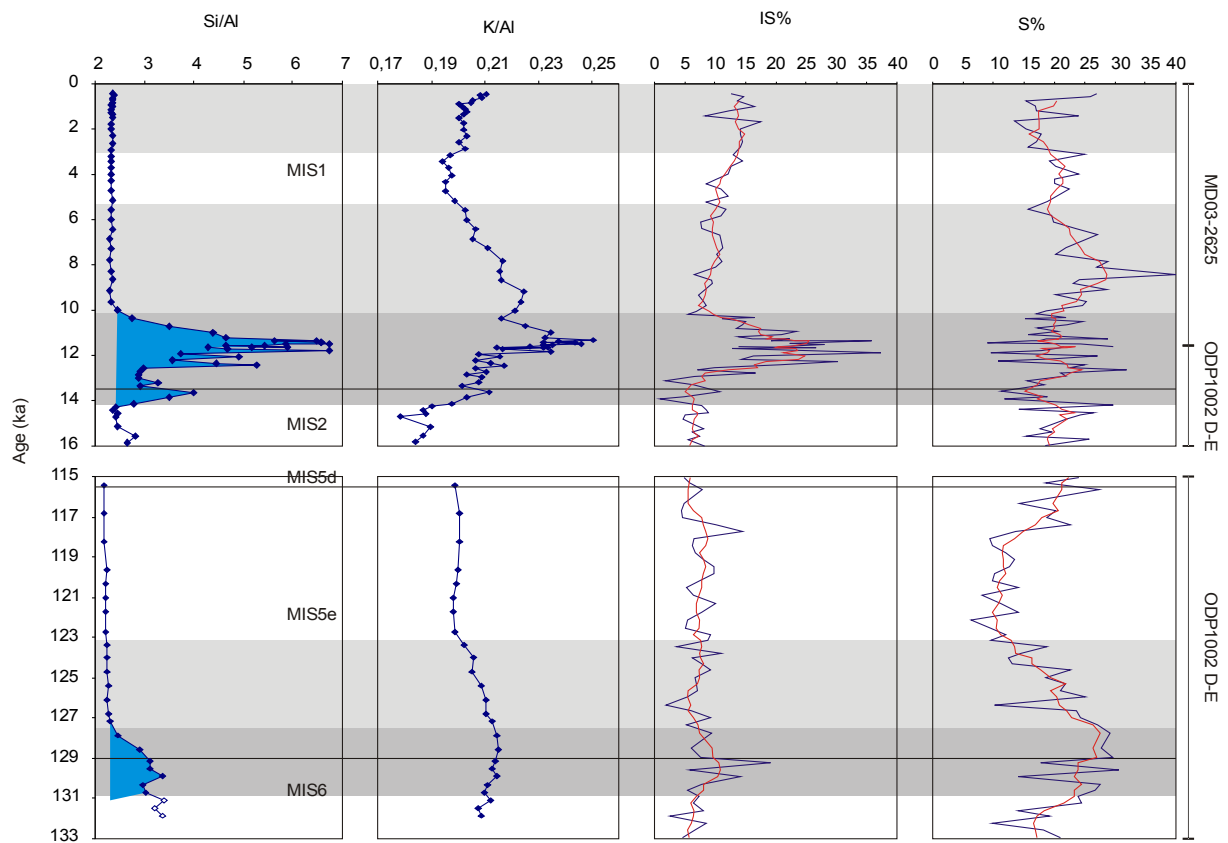 Si/Al K/Al IS% S%
2 3 4 5 6 7 0,17 0,19 0,21 0,23 0,25 0 5 10 15 20 25 30 35 40 0 5 10 15 20 25 30 35 40
0
2
MIS1
4
6
8
10
12
14
MIS2
16
Age (ka)
MD03-2625
ODP1002 D-E
115 MIS5d
117
119
121
MIS5e
123
125
127
129
MIS6
131
133
ODP1002 D-E